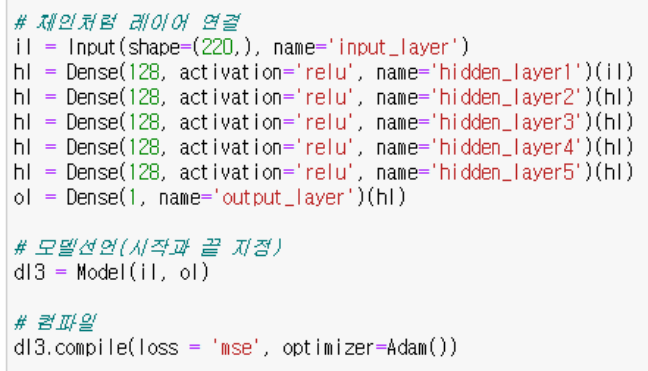 # 체인처럼 레이어 연결
il = Input(shape=(220,), name='input_layer')
hl = Dense(128, activation='relu', name='hidden_layer1')(il)
hl = Dense(128, activation='relu', name='hidden_layer2')(hl)
hl = Dense(128, activation='relu', name='hidden_layer3')(hl)
hl = Dense(128, activation='relu', name='hidden_layer4')(hl)
hl = Dense(128, activation='relu', name='hidden_layer5')(hl)
ol = Dense(1, name='output_layer')(hl)
# 모델선언(시작과 끝 지정)
dl3 = Model(il, ol)
# 컴파일
dl3.compile(loss = 'mse', optimizer=Adam())